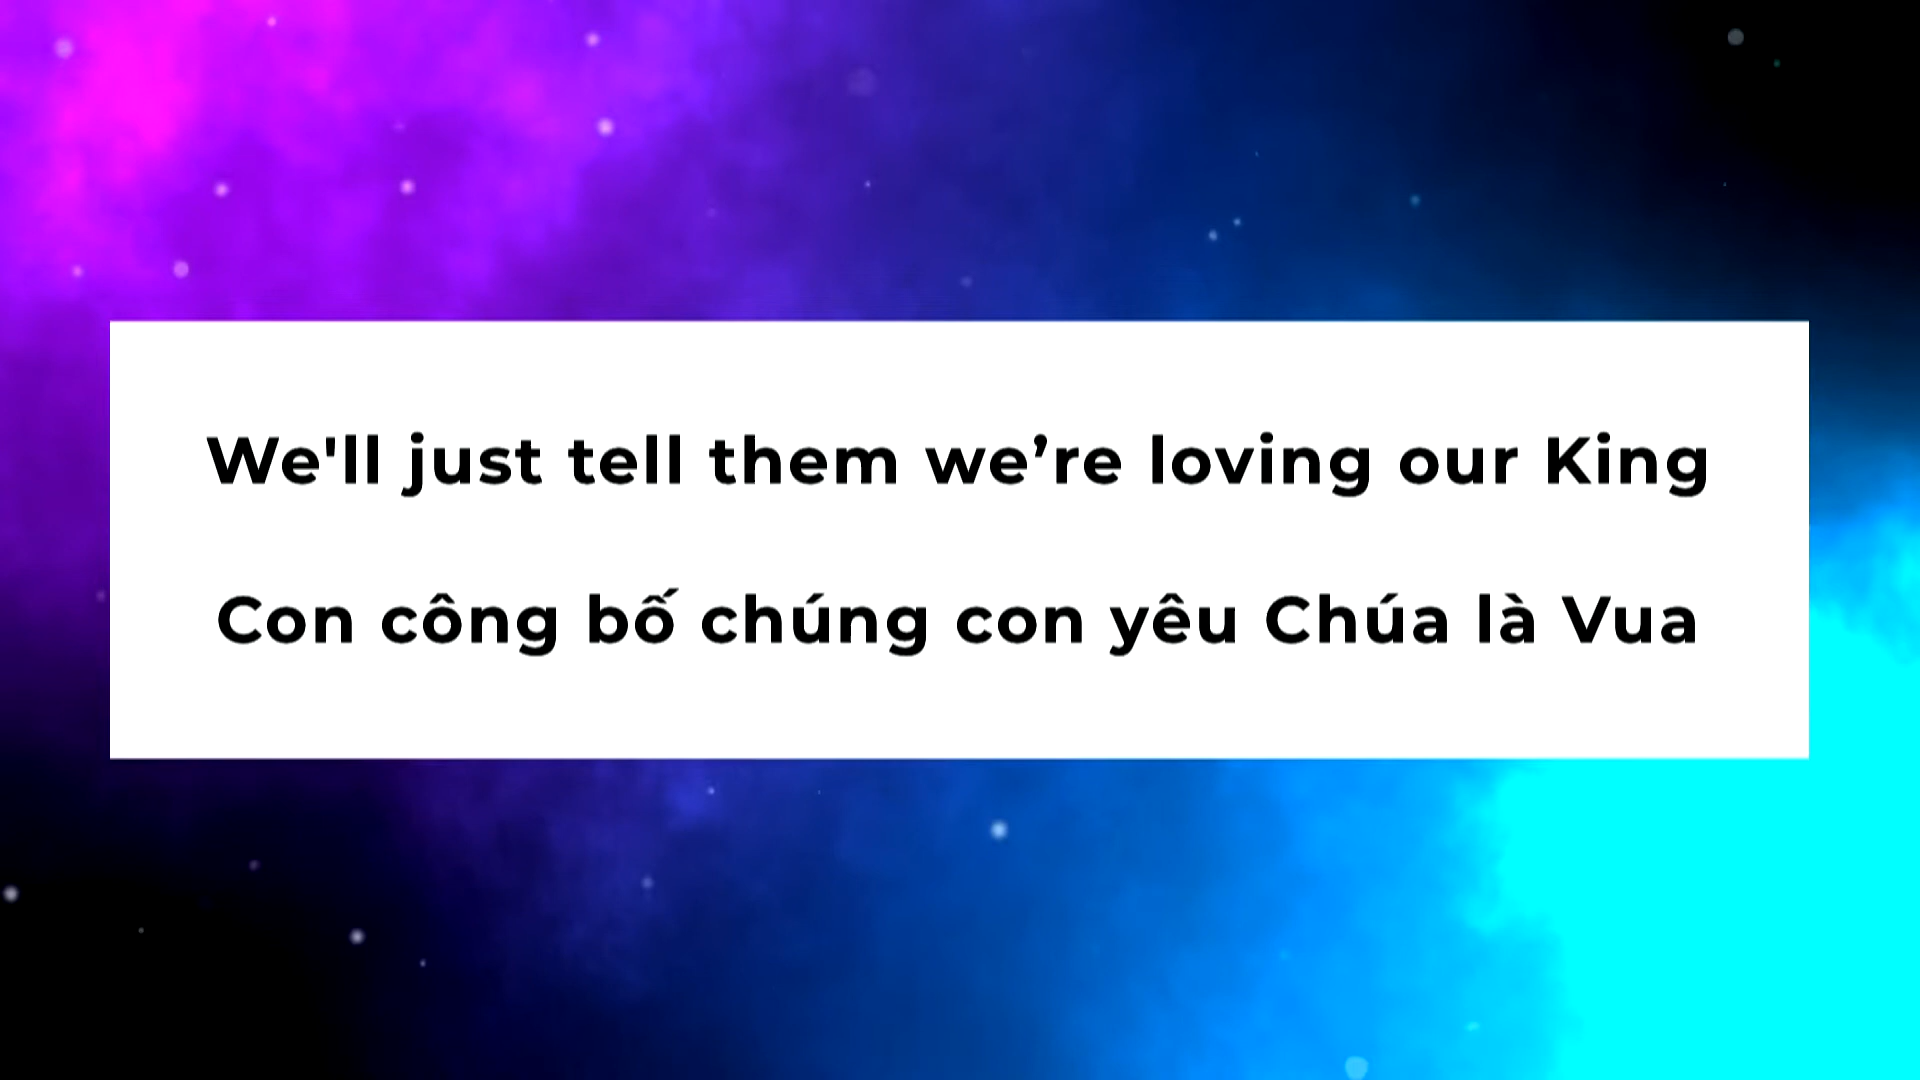 We'll just tell them we’re loving our King
Con công bố chúng con yêu Chúa là Vua